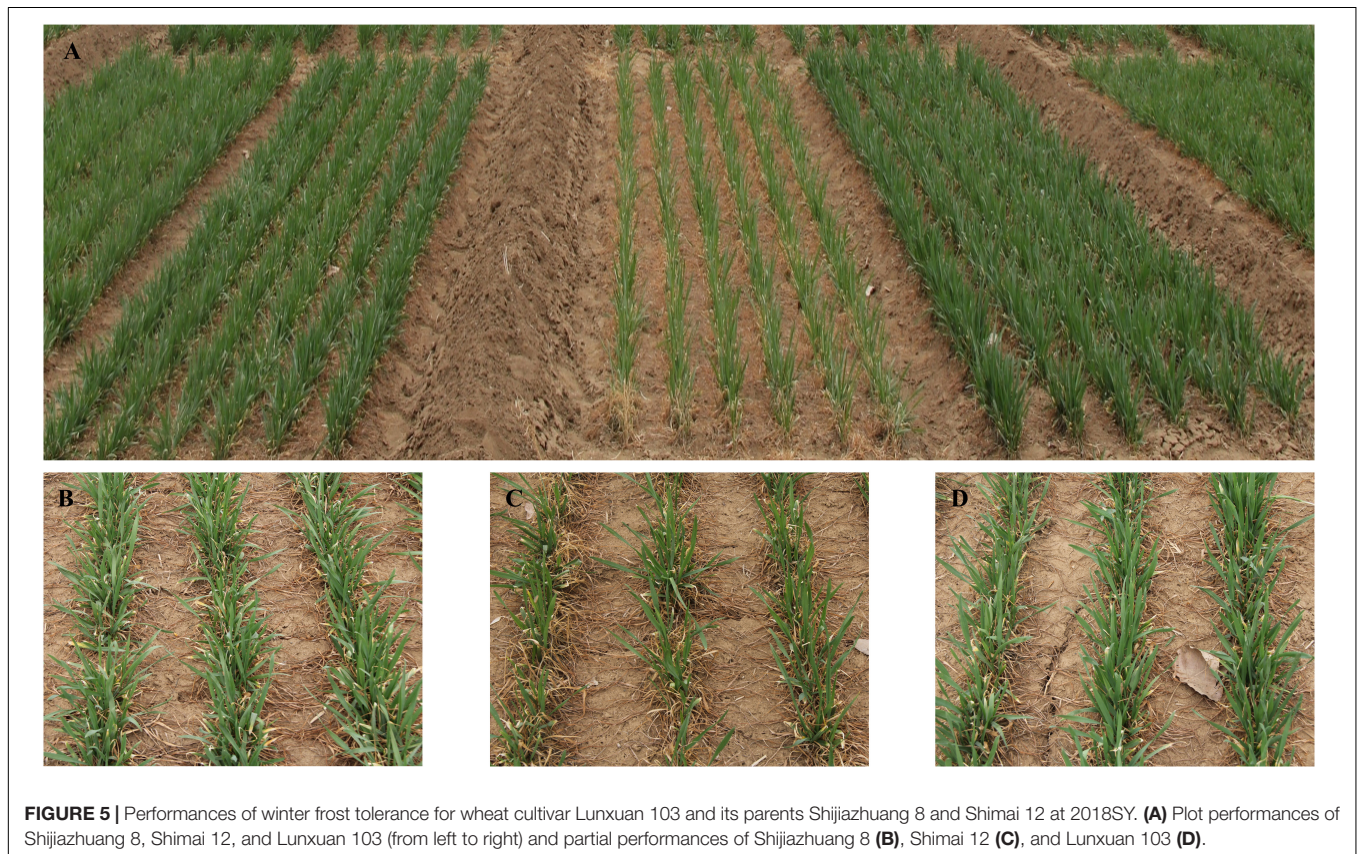 A
B
C
D
FIGURE 5 | Performances of winter frost tolerance for wheat cultivar Lunxuan 103 and its parents Shijiazhuang 8 and Shimai 12 at 2018SY. (A) Plot performances of
Shijiazhuang 8, Shimai 12, and Lunxuan 103 (from left to right) and partial performances of Shijiazhuang 8 (B), Shimai 12 (C), and Lunxuan 103 (D).